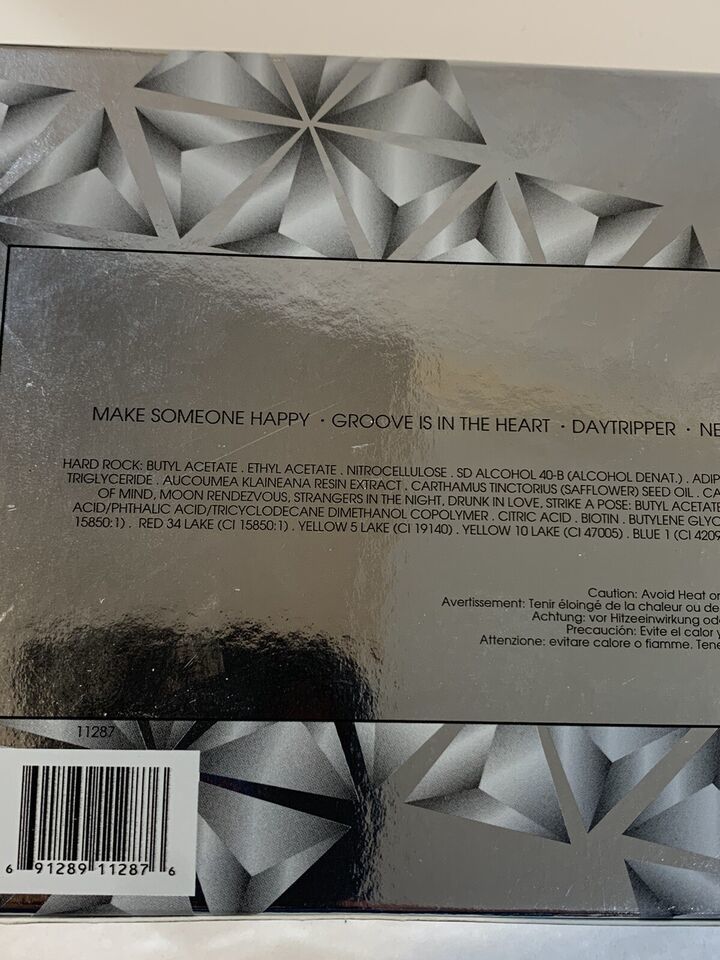 MAKE SOMEONE HAPPY · GROOVE IS IN THE HEART · DAYTRIPPER · NE
HARD ROCK: BUTYL ACETATE . ETHYL ACETATE . NITROCELLULOSE . SD ALCOHOL 40-B (ALCOHOL DENAT.) . ADIP
TRIGLYCERIDE . AUCOUMEA KLAINEANA RESIN EXTRACT . CARTHAMUS TINCTORIUS (SAFFLOWER) SEED OIL . CA
OF MIND, MOON RENDEZVOUS, STRANGERS IN THE NIGHT, DRUNK IN LOVE, STRIKE A POSE: BUTYL ACETATE
ACID/PHTHALIC ACID/TRICYCLODECANE DIMETHANOL COPOLYMER . CITRIC ACID . BIOTIN . BUTYLENE GLYC
15850:1) . RED 34 LAKE (CI 15850:1) . YELLOW 5 LAKE (CI 19140) . YELLOW 10 LAKE (CI 47005) . BLUE 1 (CI 4209
Caution: Avoid Heat or
Avertissement: Tenir éloingé de la chaleur ou de
Achtung: vor Hitzeeinwirkung ode
Precaución: Evite el calor y
Attenzione: evitare calore o fiamme. Tene
11287
6 91289 11287 6